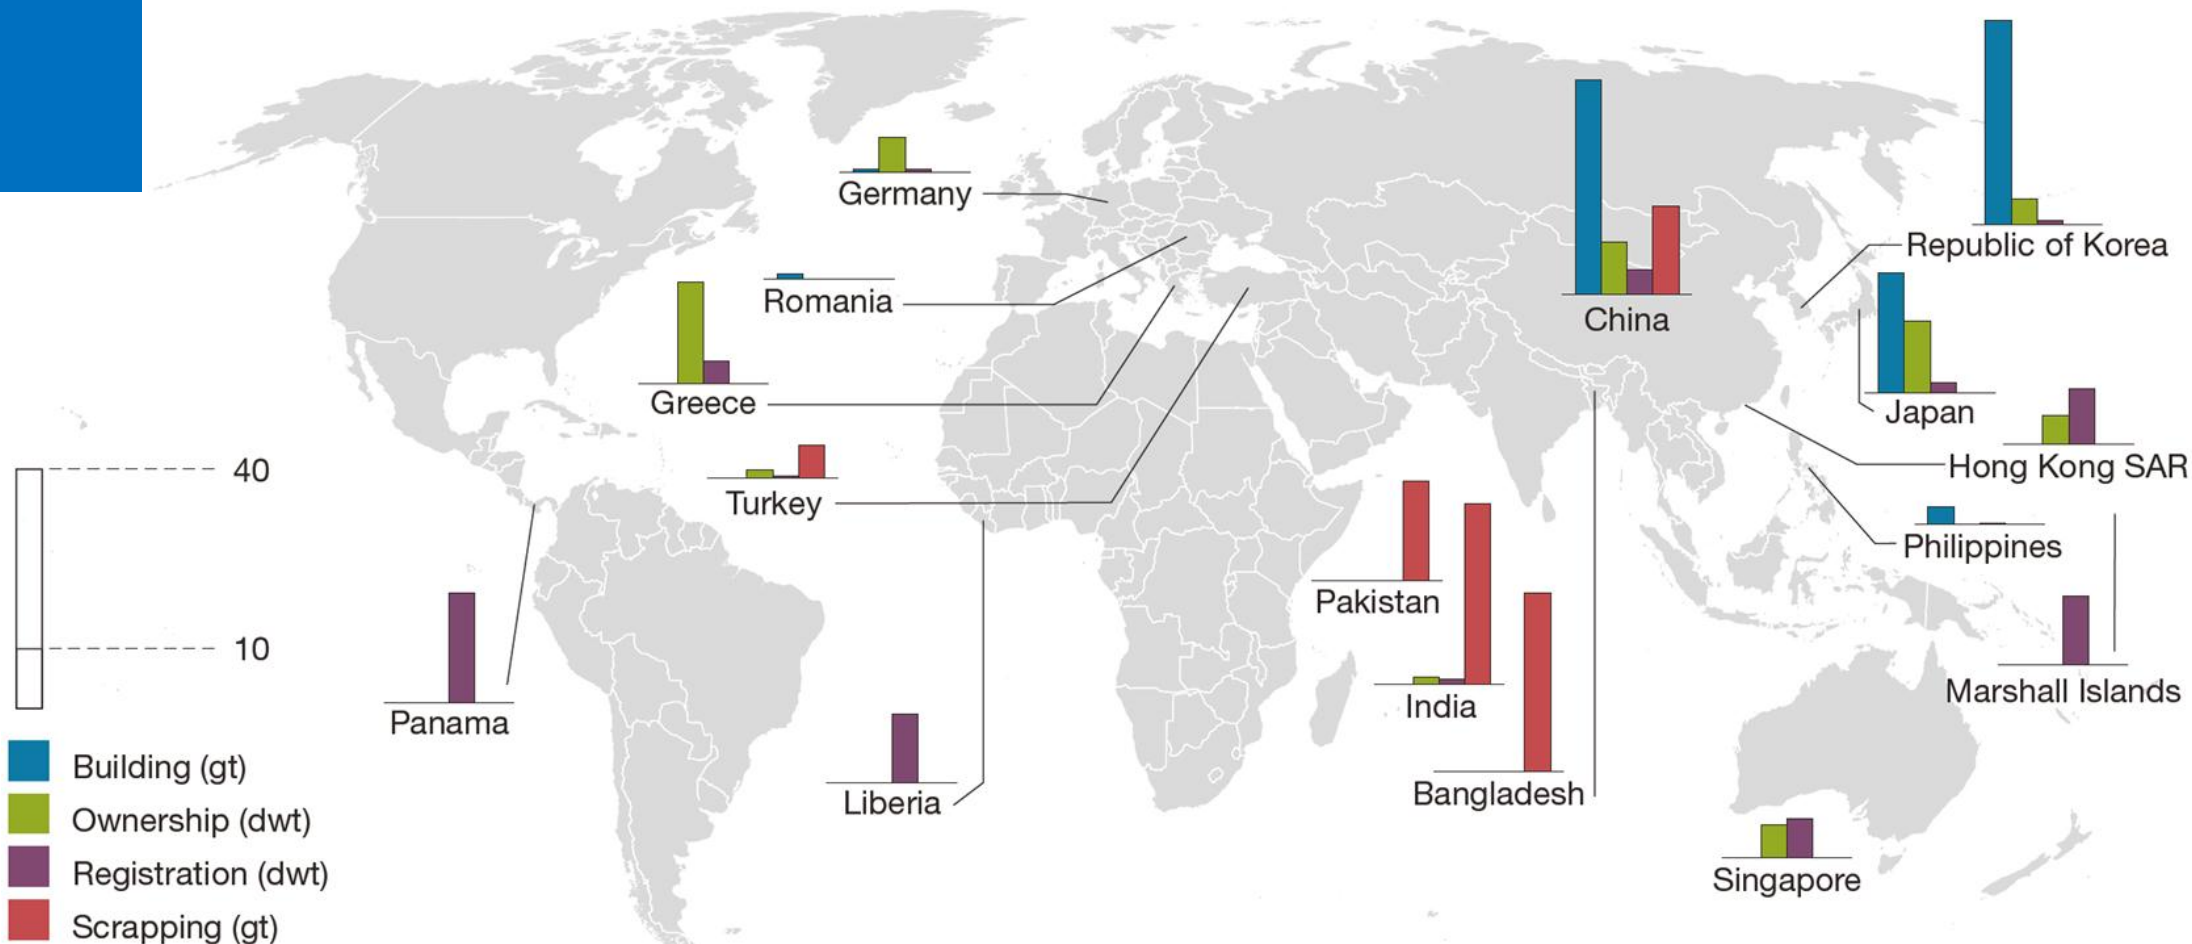 Germany
Republic of Korea
Romania
China
Greece
Japan
40
Hong Kong SAR
Turkey
Philippines
Pakistan
10
Marshall Islands
India
Panama
Building (gt)
Liberia
Bangladesh
Ownership (dwt)
Registration (dwt)
Singapore
Scrapping (gt)